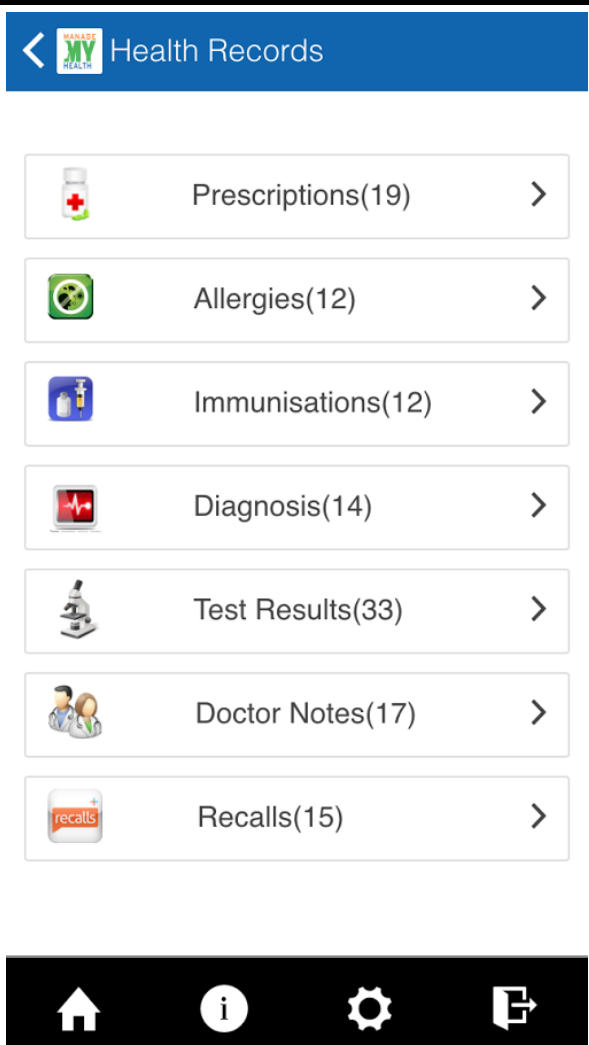 MANAGE
MY
HEALTH
Health Records
Prescriptions(19)
Allergies(12)
Immunisations(12)
Diagnosis(14)
Test Results(33)
Doctor Notes(17)
recalls
Recalls(15)
i